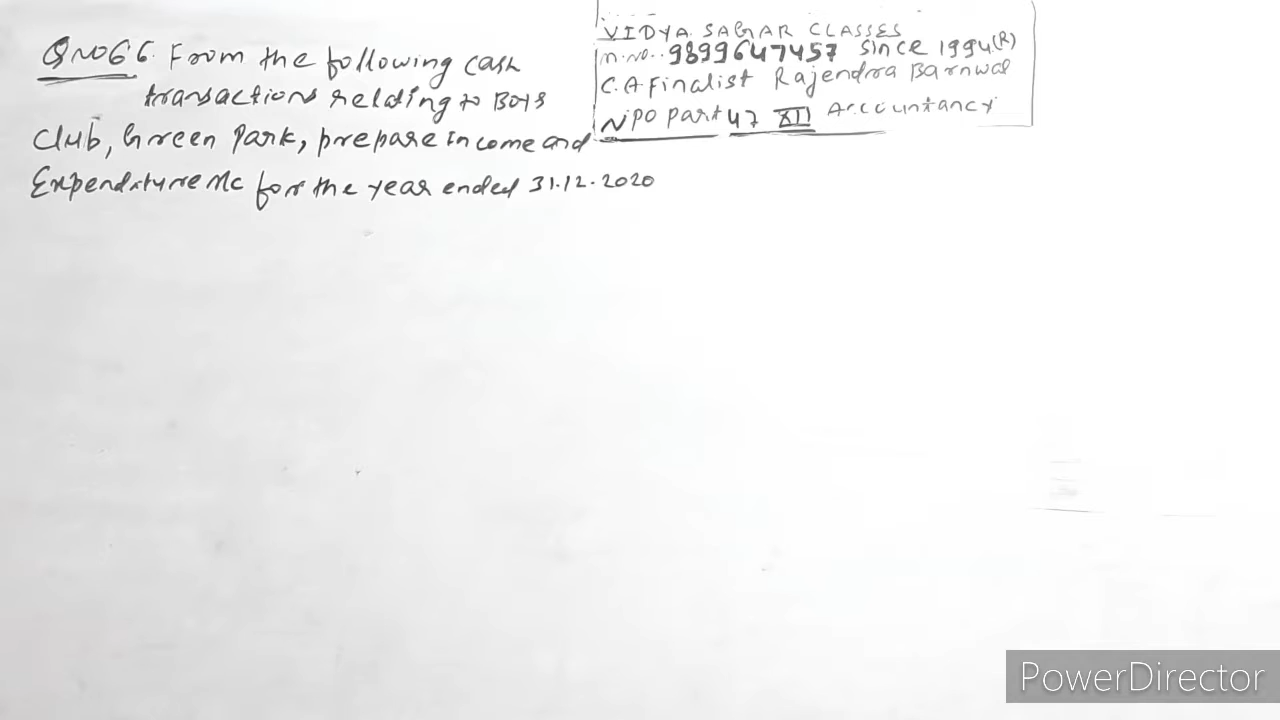 Q NO 66. From the following cash
transactions relating to Boys
Club, Green Park, prepare Income and
Expenditure A/c for the year ended 31.12.2020
VIDYA SAGAR CLASSES
M.NO.. 9899647457 since 1994(R)
C.A Finalist Rajendra Barnwal
NPO Part 47 XII Accountancy
PowerDirector